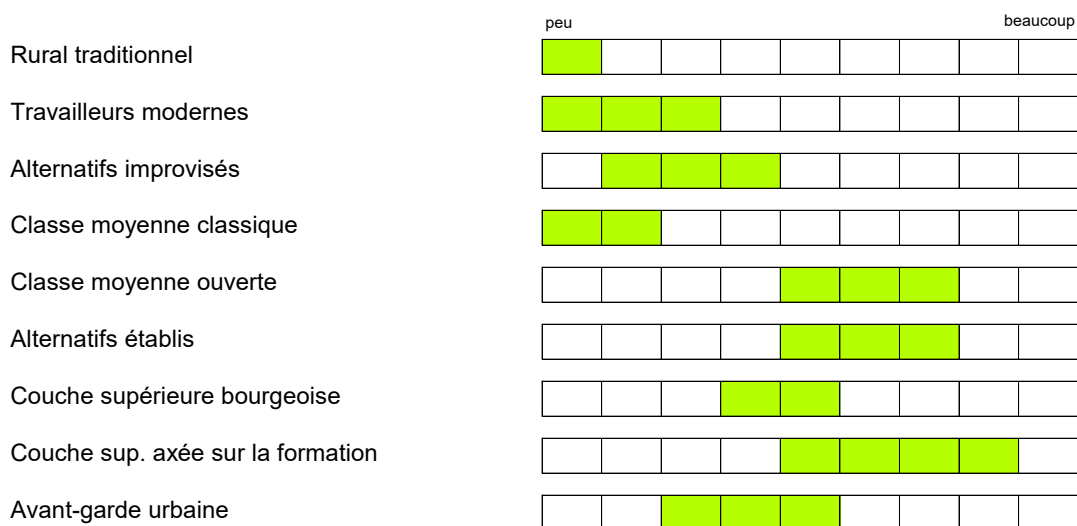 peu beaucoup
Rural traditionnel
Travailleurs modernes
Alternatifs improvisés
Classe moyenne classique
Classe moyenne ouverte
Alternatifs établis
Couche supérieure bourgeoise
Couche sup. axée sur la formation
Avant-garde urbaine